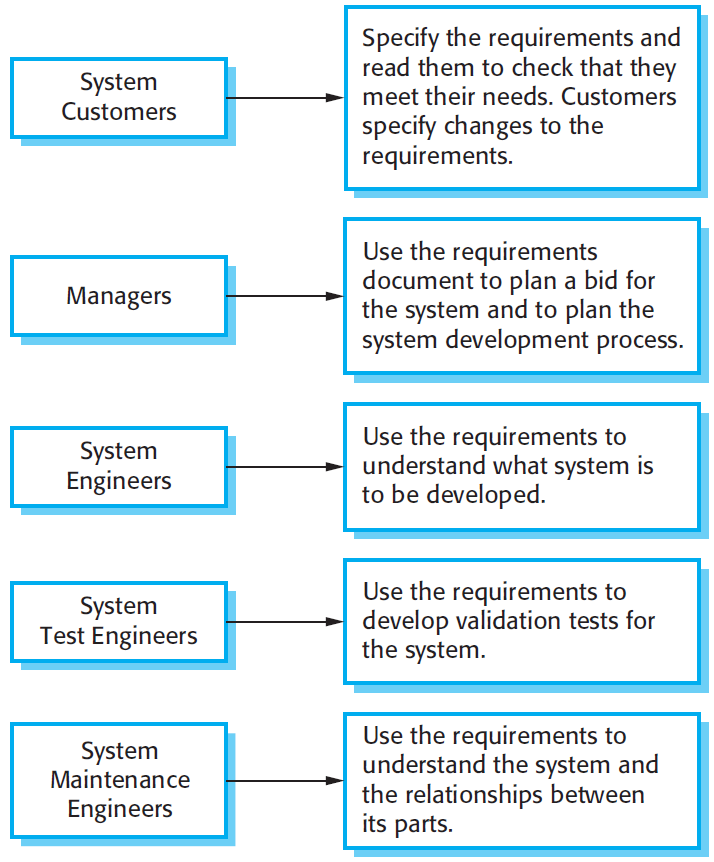 System
Customers
Specify the requirements and
read them to check that they
meet their needs. Customers
specify changes to the
requirements.
Managers
Use the requirements
document to plan a bid for
the system and to plan the
system development process.
System
Engineers
Use the requirements to
understand what system is
to be developed.
System
Test Engineers
Use the requirements to
develop validation tests for
the system.
System
Maintenance
Engineers
Use the requirements to
understand the system and
the relationships between
its parts.